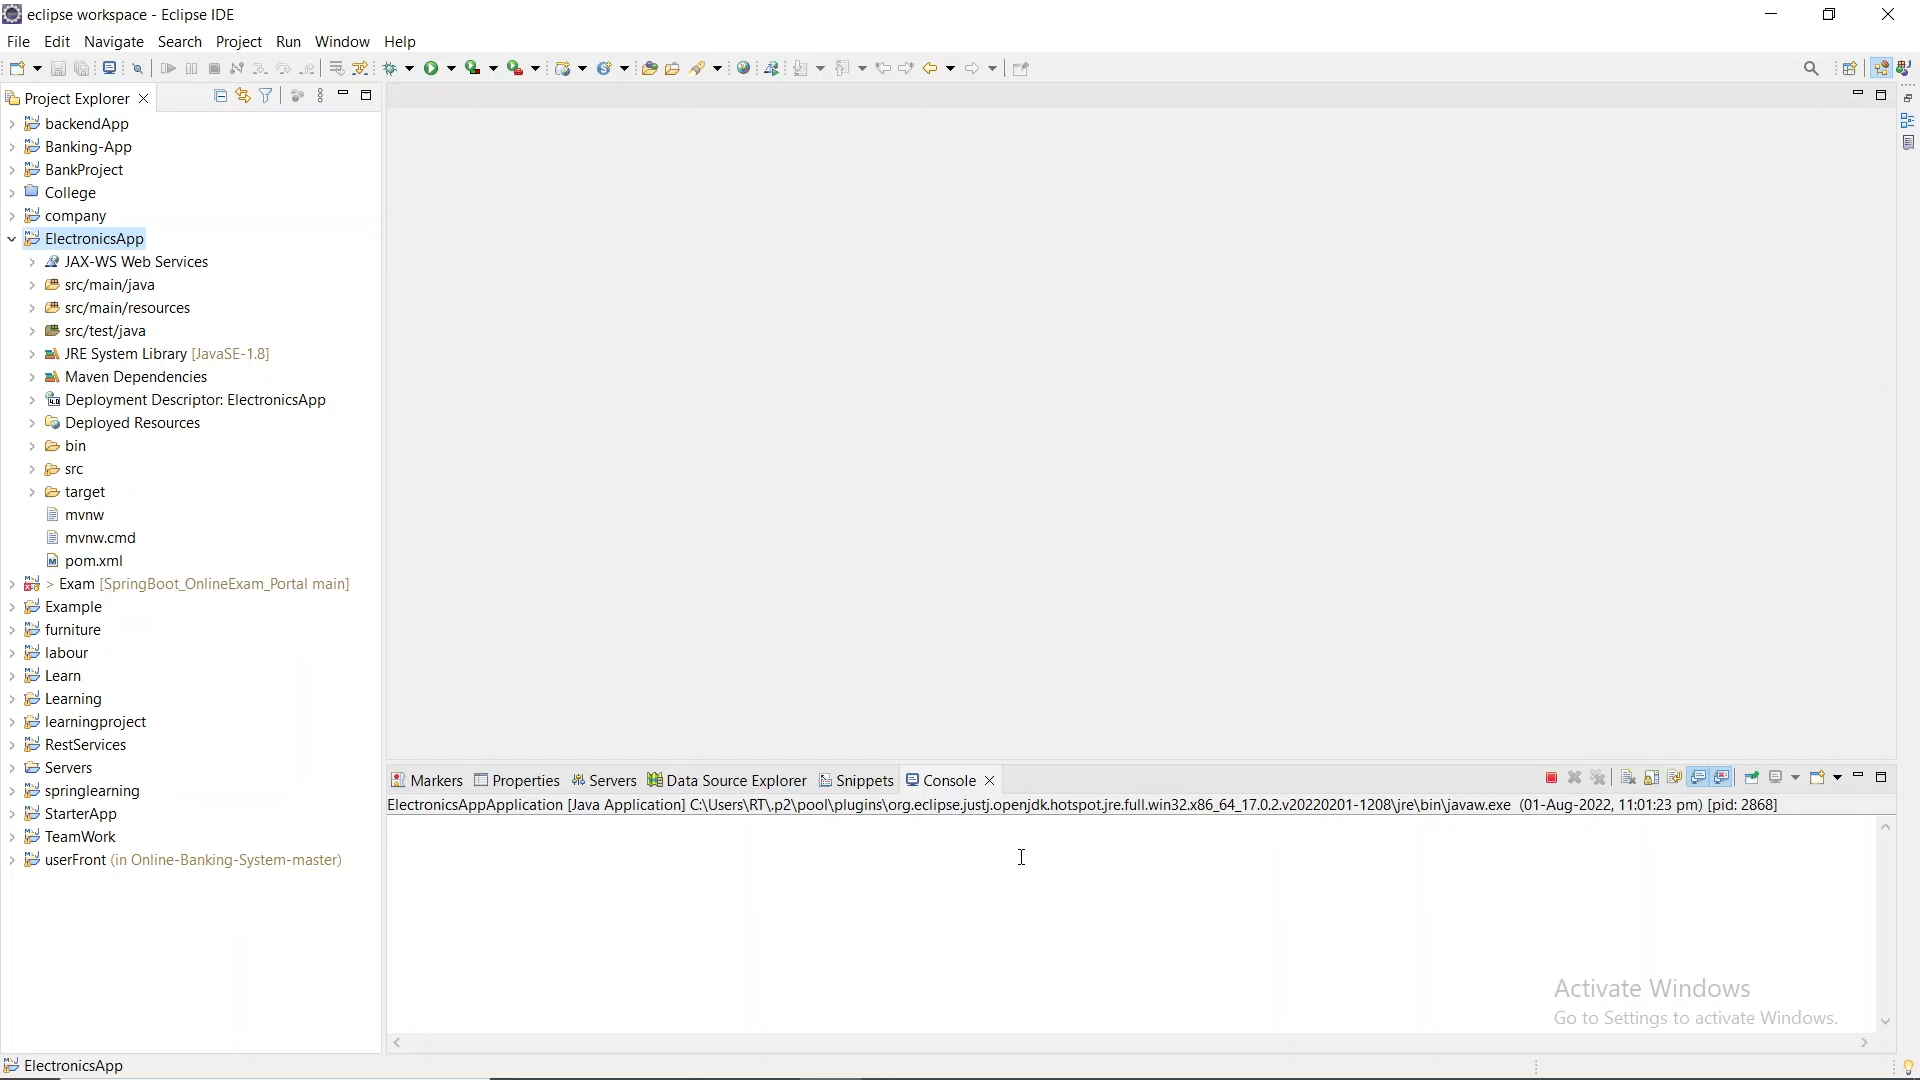 eclipse workspace - Eclipse IDE
File Edit Navigate Search Project Run Window Help
Project Explorer
backendApp
Banking-App
BankProject
College
company
ElectronicsApp
JAX-WS Web Services
src/main/java
src/main/resources
src/test/java
JRE System Library [JavaSE-1.8]
Maven Dependencies
Deployment Descriptor: ElectronicsApp
Deployed Resources
bin
src
target
mvnw
mvnw.cmd
pom.xml
> Exam [SpringBoot_OnlineExam_Portal main]
Example
furniture
labour
Learn
Learning
learningproject
RestServices
Servers
springlearning
StarterApp
TeamWork
userFront (in Online-Banking-System-master)
Markers Properties Servers Data Source Explorer Snippets Console
ElectronicsAppApplication [Java Application] C:\Users\RT\.p2\pool\plugins\org.eclipse.justj.openjdk.hotspot.jre.full.win32.x86_64_17.0.2.v20220201-1208\jre\bin\javaw.exe (01-Aug-2022, 11:01:23 pm) [pid: 2868]
Activate Windows
Go to Settings to activate Windows.
ElectronicsApp